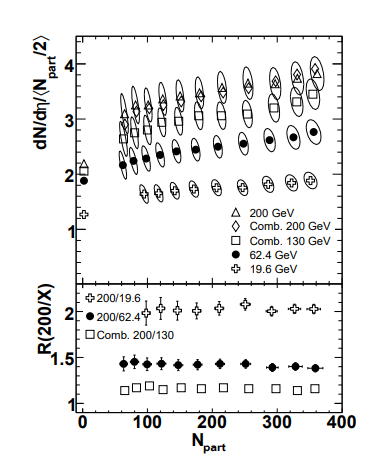 dN/dη/⟨N_part/2⟩
4
3
2
1
200 GeV
Comb. 200 GeV
Comb. 130 GeV
62.4 GeV
19.6 GeV
R(200/X)
2
1.5
1
200/19.6
200/62.4
Comb. 200/130
0 100 200 300 400
N_part